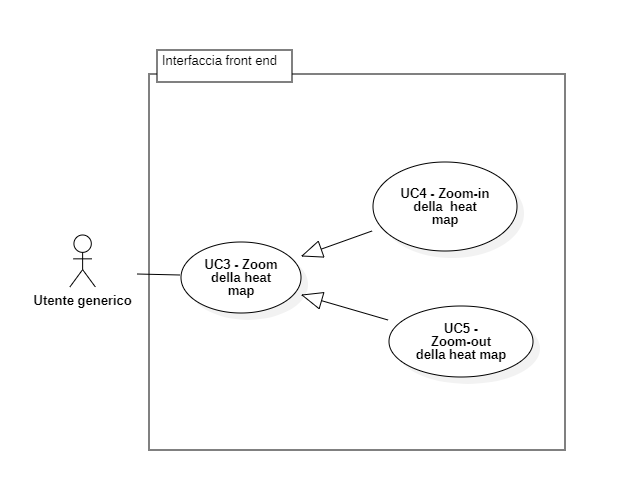 Interfaccia front end
UC4 - Zoom-in
della heat
map
UC3 - Zoom
della heat
map
Utente generico
UC5 -
Zoom-out
della heat map